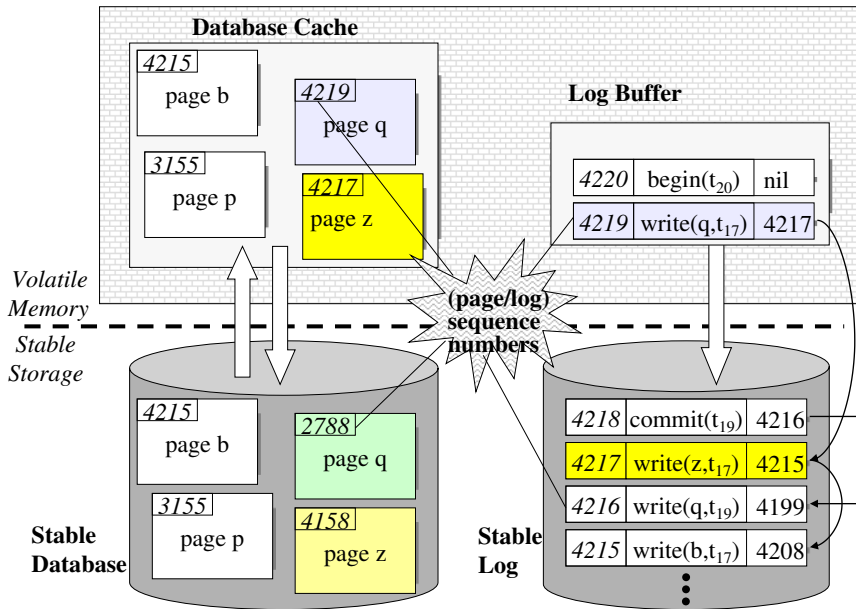 Database Cache
4215
page b
4219
page q
3155
page p
4217
page z
Log Buffer
4220 begin(t20) nil
4219 write(q,t17) 4217
Volatile
Memory
(page/log)
sequence
numbers
Stable
Storage
4215
page b
2788
page q
3155
page p
4158
page z
Stable
Database
4218 commit(t19) 4216
4217 write(z,t17) 4215
4216 write(q,t19) 4199
4215 write(b,t17) 4208
Stable
Log